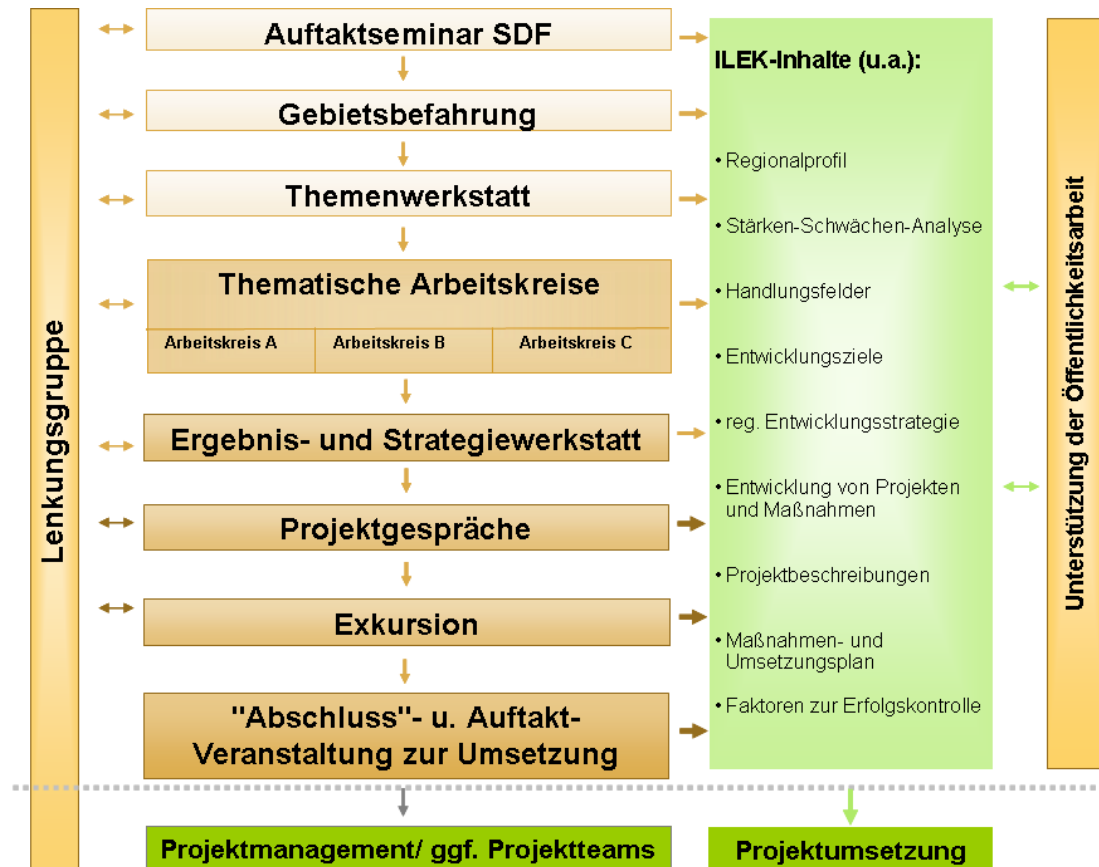 Lenkungsgruppe
Auftaktseminar SDF
Gebietsbefahrung
Themenwerkstatt
Thematische Arbeitskreise
Arbeitskreis A
Arbeitskreis B
Arbeitskreis C
Ergebnis- und Strategiewerkstatt
Projektgespräche
Exkursion
"Abschluss"- u. Auftakt-
Veranstaltung zur Umsetzung
Projektmanagement/ ggf. Projektteams
ILEK-Inhalte (u.a.):
• Regionalprofil
• Stärken-Schwächen-Analyse
• Handlungsfelder
• Entwicklungsziele
• reg. Entwicklungsstrategie
• Entwicklung von Projekten
und Maßnahmen
• Projektbeschreibungen
• Maßnahmen- und
Umsetzungsplan
• Faktoren zur Erfolgskontrolle
Projektumsetzung
Unterstützung der Öffentlichkeitsarbeit